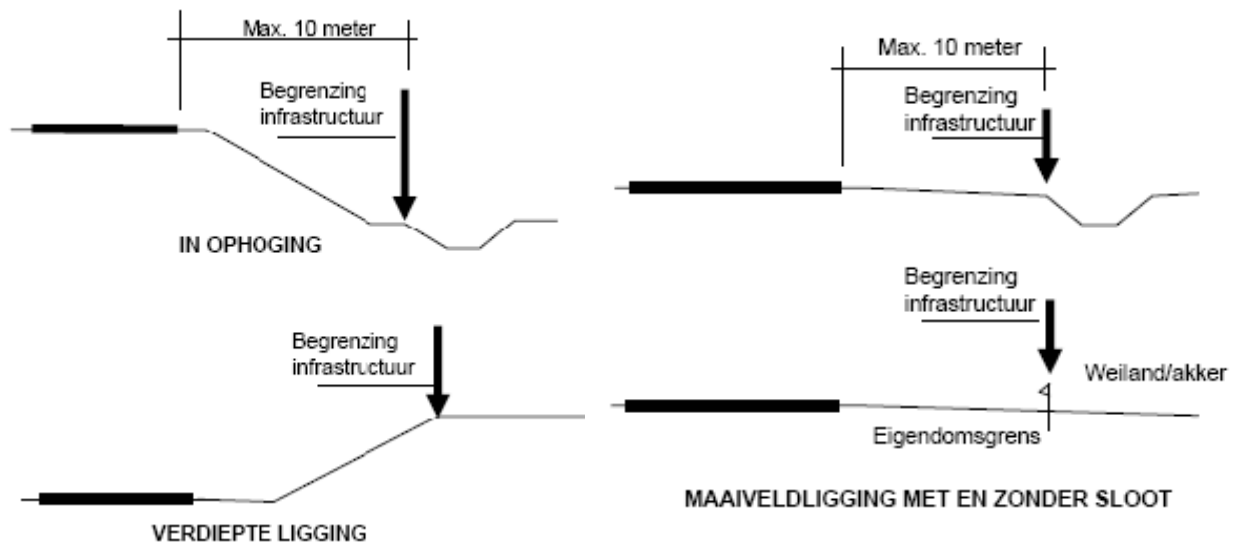 Max. 10 meter
Begrenzing
infrastructuur
IN OPHOGING
Begrenzing
infrastructuur
VERDIEPTE LIGGING
Max. 10 meter
Begrenzing
infrastructuur
Begrenzing
infrastructuur
Weiland/akker
Eigendomsgrens
MAAIVELDLIGGING MET EN ZONDER SLOOT